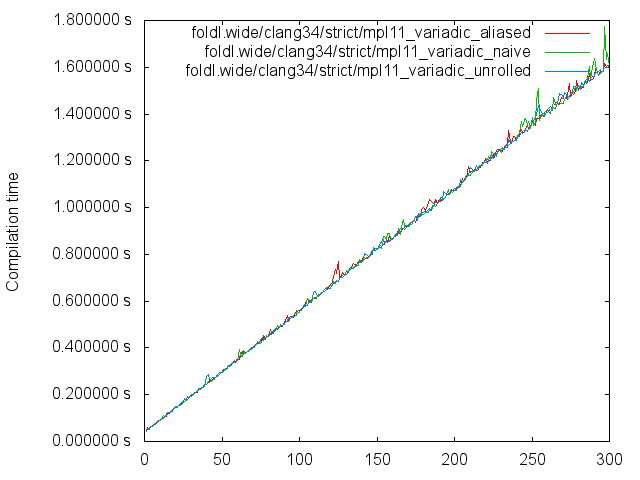 foldl.wide/clang34/strict/mpl11_variadic_aliased
foldl.wide/clang34/strict/mpl11_variadic_naive
foldl.wide/clang34/strict/mpl11_variadic_unrolled
Compilation time
1.800000 s
1.600000 s
1.400000 s
1.200000 s
1.000000 s
0.800000 s
0.600000 s
0.400000 s
0.200000 s
0.000000 s
0 50 100 150 200 250 300